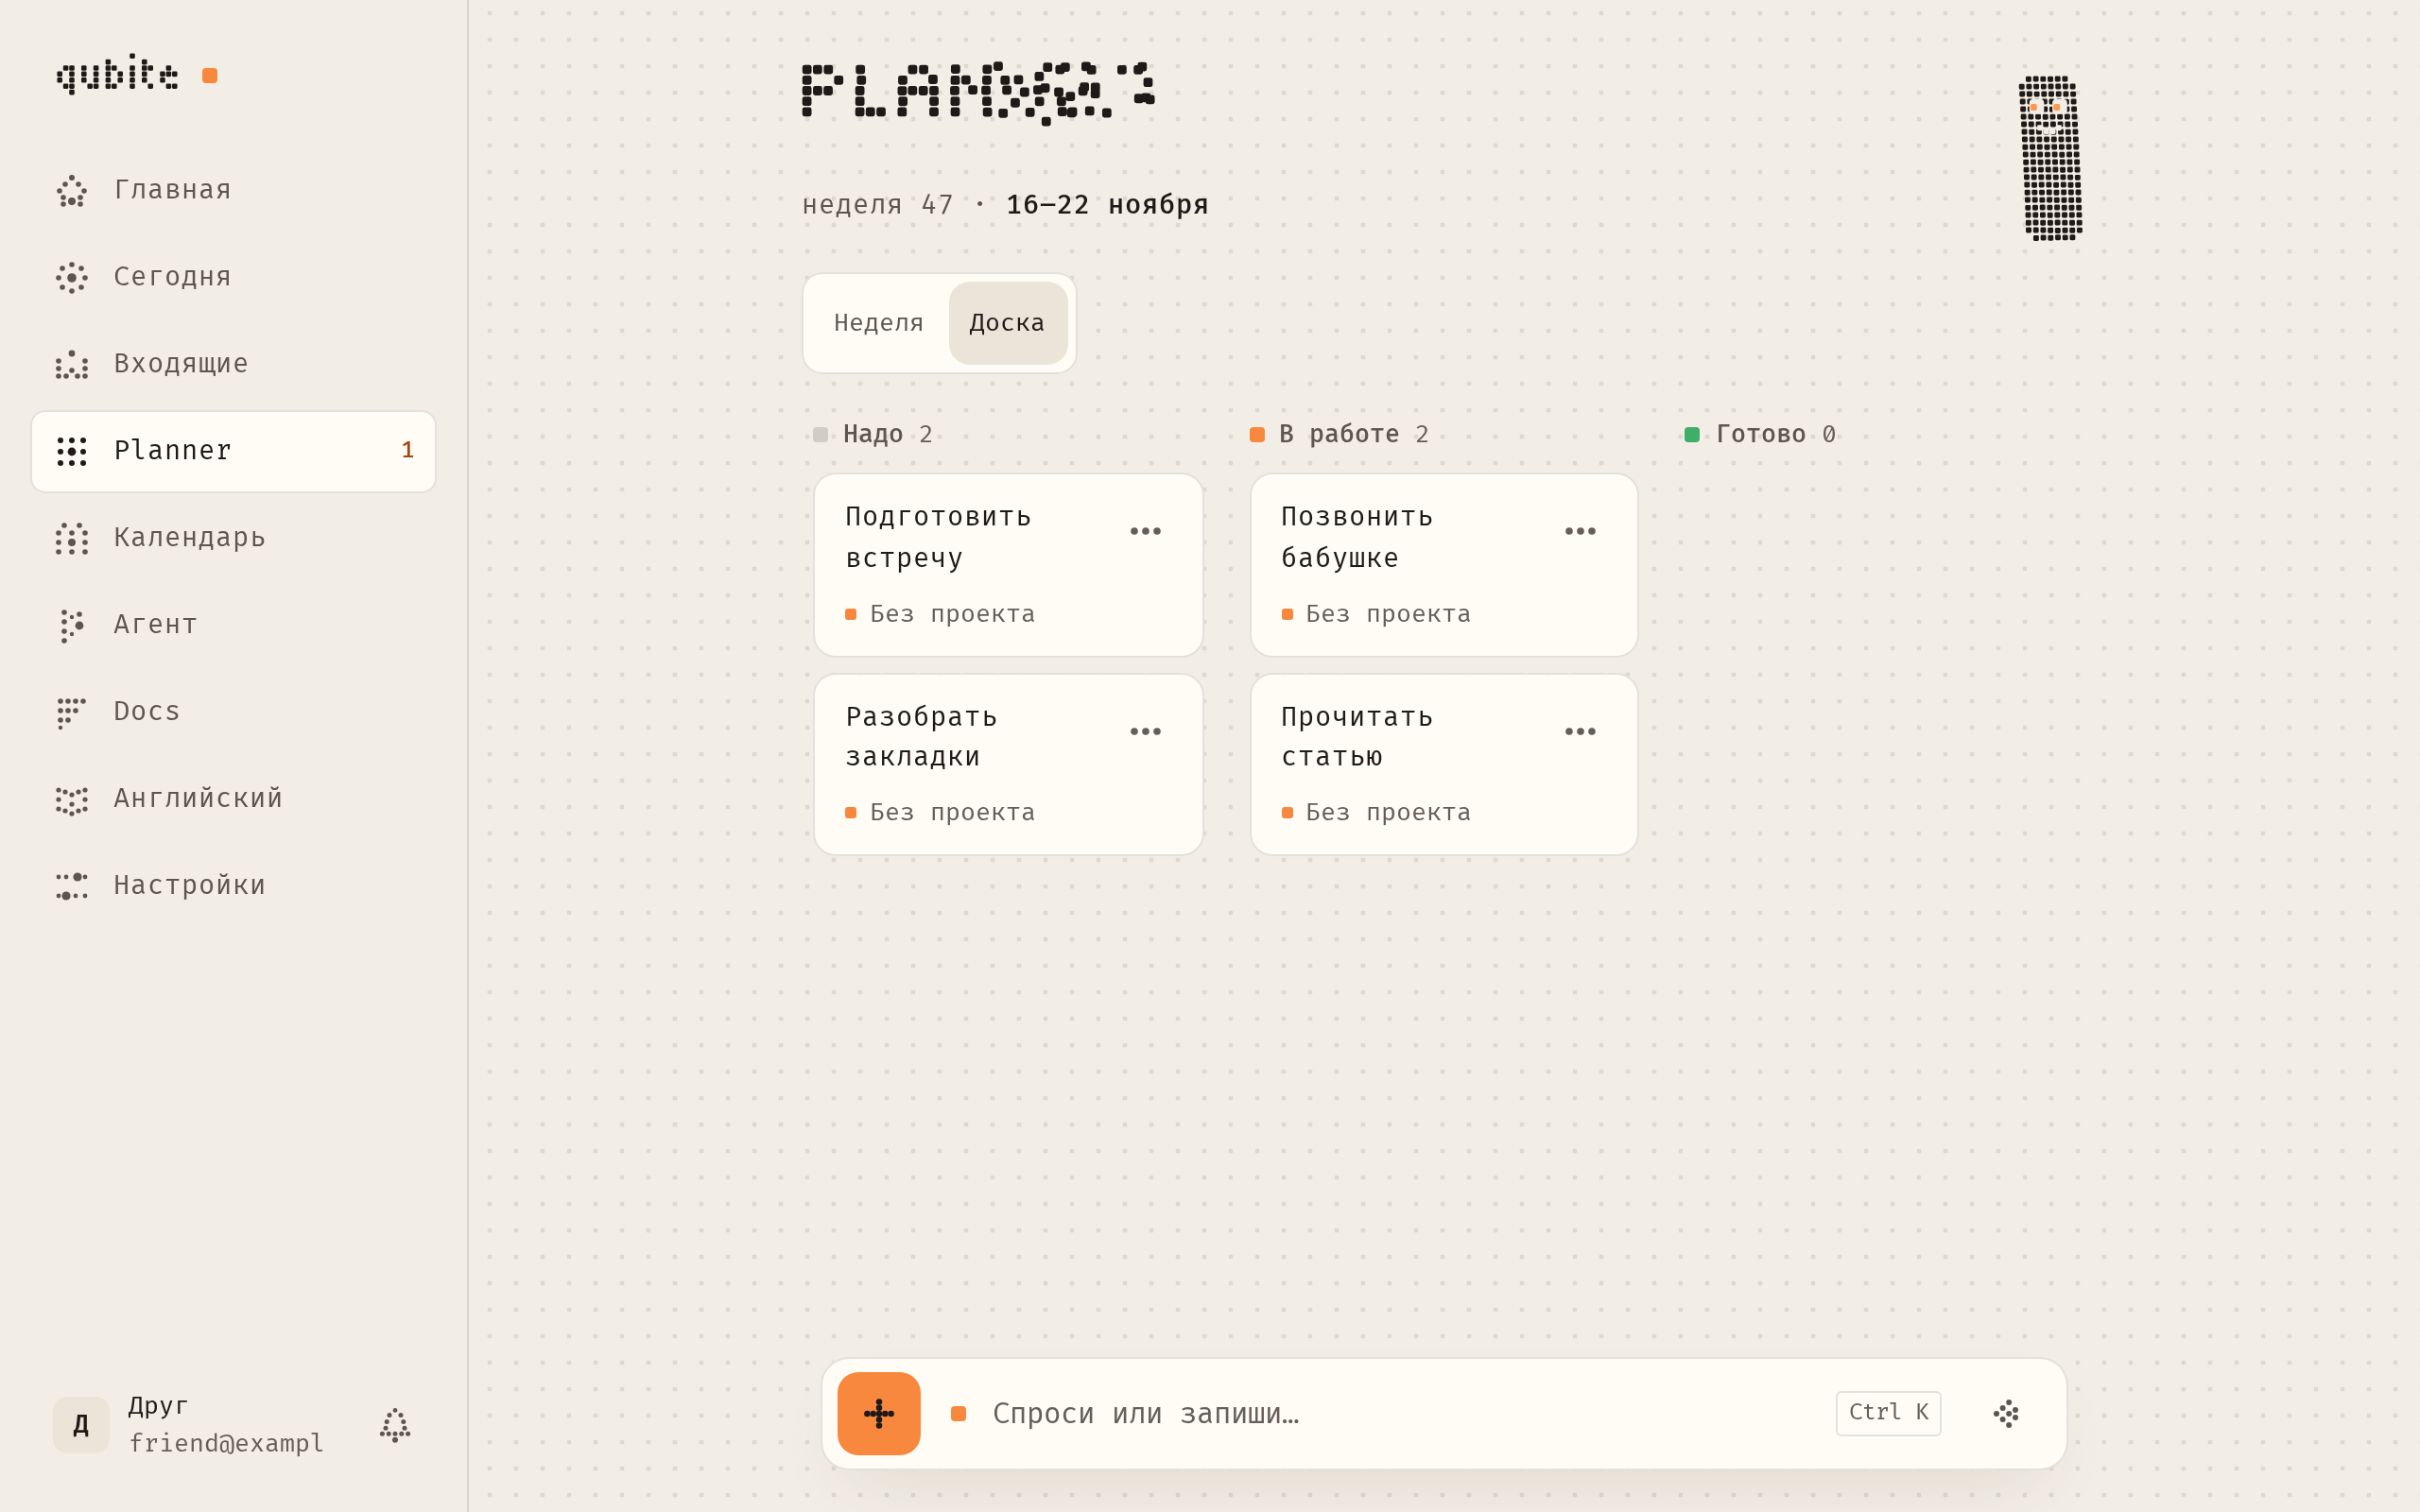 qubits
Главная
Сегодня
Входящие
Planner
1
Календарь
Агент
Docs
Английский
Настройки
Друг
friend@exampl
Д
неделя 47 · 16–22 ноября
Неделя
Доска
Надо 2
Подготовить
встречу
Без проекта
Разобрать
закладки
Без проекта
В работе 2
Позвонить
бабушке
Без проекта
Прочитать
статью
Без проекта
Готово 0
Спроси или запиши…
Ctrl K